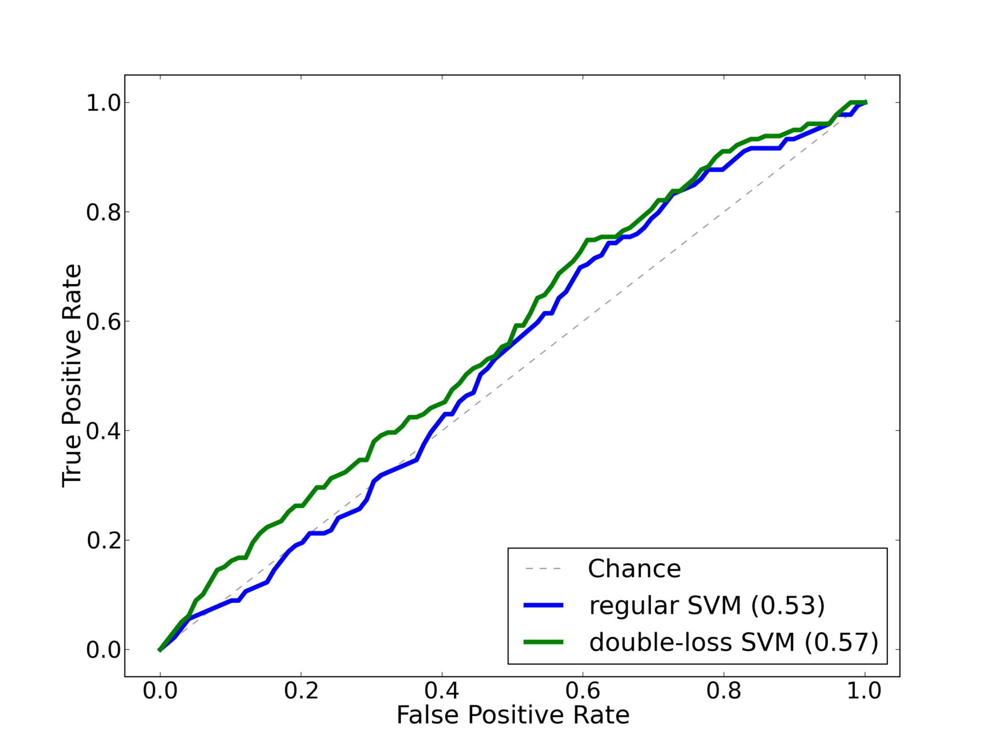 1.0
0.8
0.6
0.4
0.2
0.0
True Positive Rate
Chance
regular SVM (0.53)
double-loss SVM (0.57)
0.0 0.2 0.4 0.6 0.8 1.0
False Positive Rate